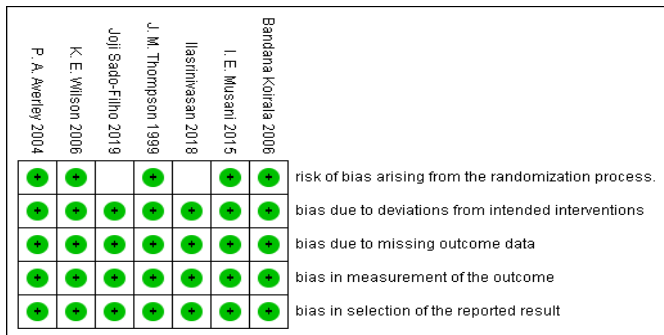 Bandana Koirala 2006
I. E. Musani 2015
Ilasrinivasan 2018
J. M. Thompson 1999
Joji Sado-Filho 2019
K. E. Wilson 2006
P. A. Averley 2004
risk of bias arising from the randomization process.
bias due to deviations from intended interventions
bias due to missing outcome data
bias in measurement of the outcome
bias in selection of the reported result